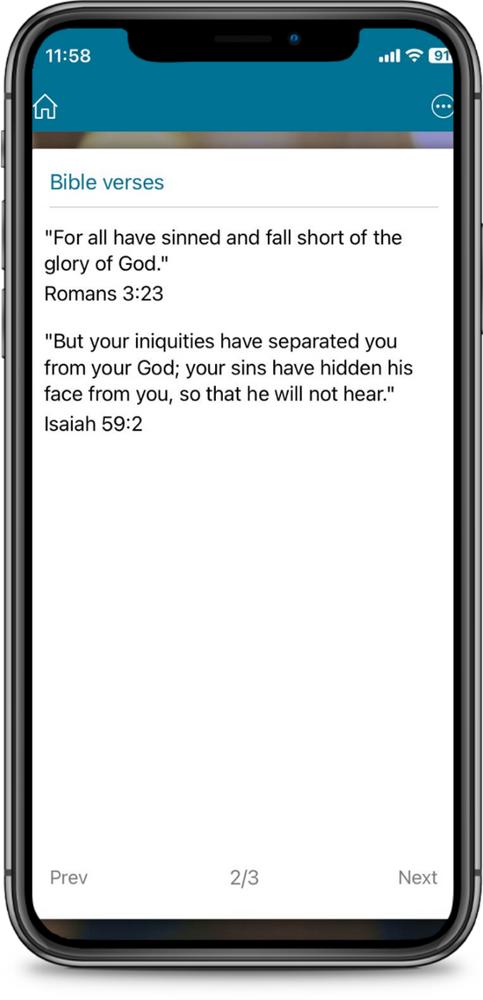 11:58
91
Bible verses
"For all have sinned and fall short of the
glory of God."
Romans 3:23
"But your iniquities have separated you
from your God; your sins have hidden his
face from you, so that he will not hear."
Isaiah 59:2
Prev
2/3
Next